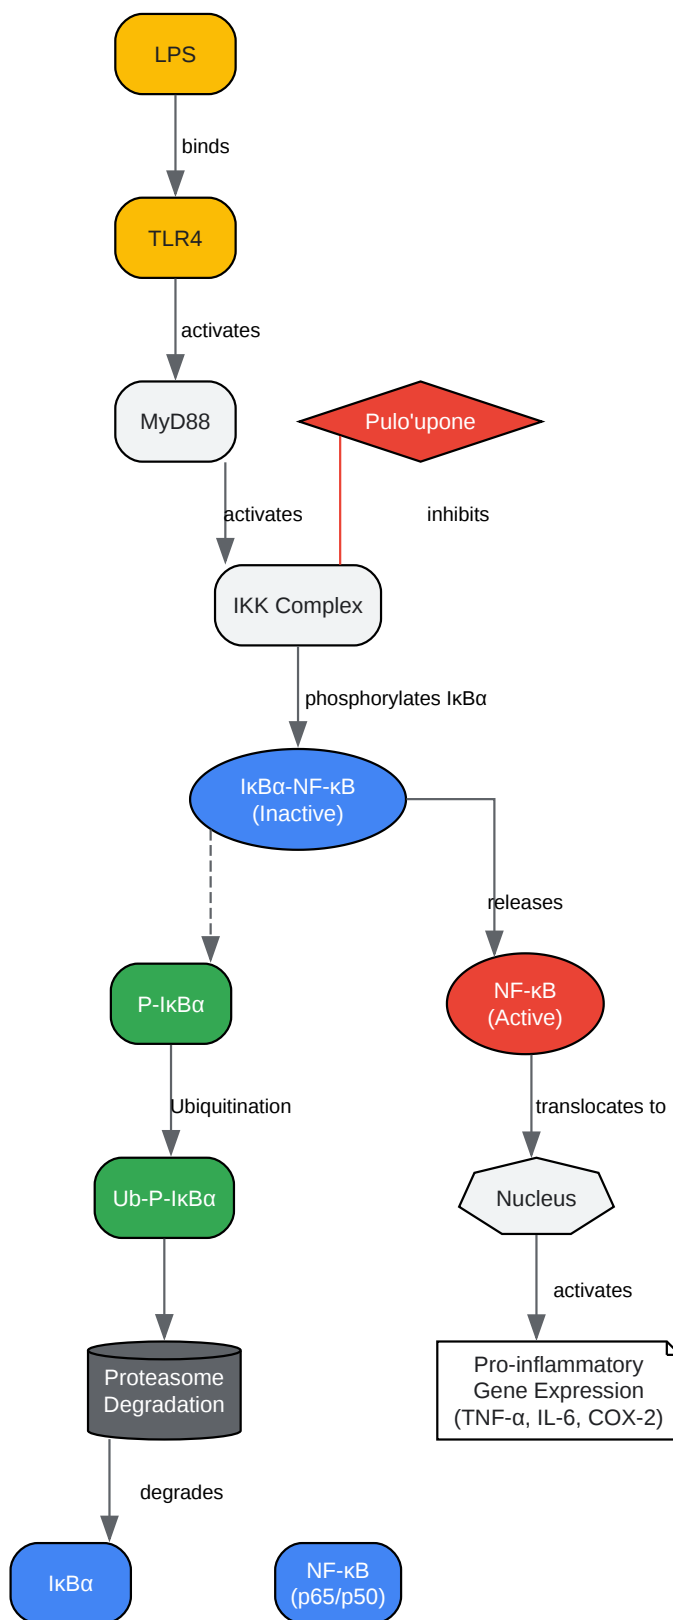 LPS
binds
TLR4
activates
MyD88
Pulo'upone
activates
inhibits
IKK Complex
phosphorylates IκBα
IκBα-NF-κB
(Inactive)
releases
P-IκBα
NF-κB
(Active)
Ubiquitination
translocates to
Ub-P-IκBα
Nucleus
activates
Proteasome
Degradation
Pro-inflammatory
Gene Expression
(TNF-α, IL-6, COX-2)
degrades
IκBα
NF-κB
(p65/p50)